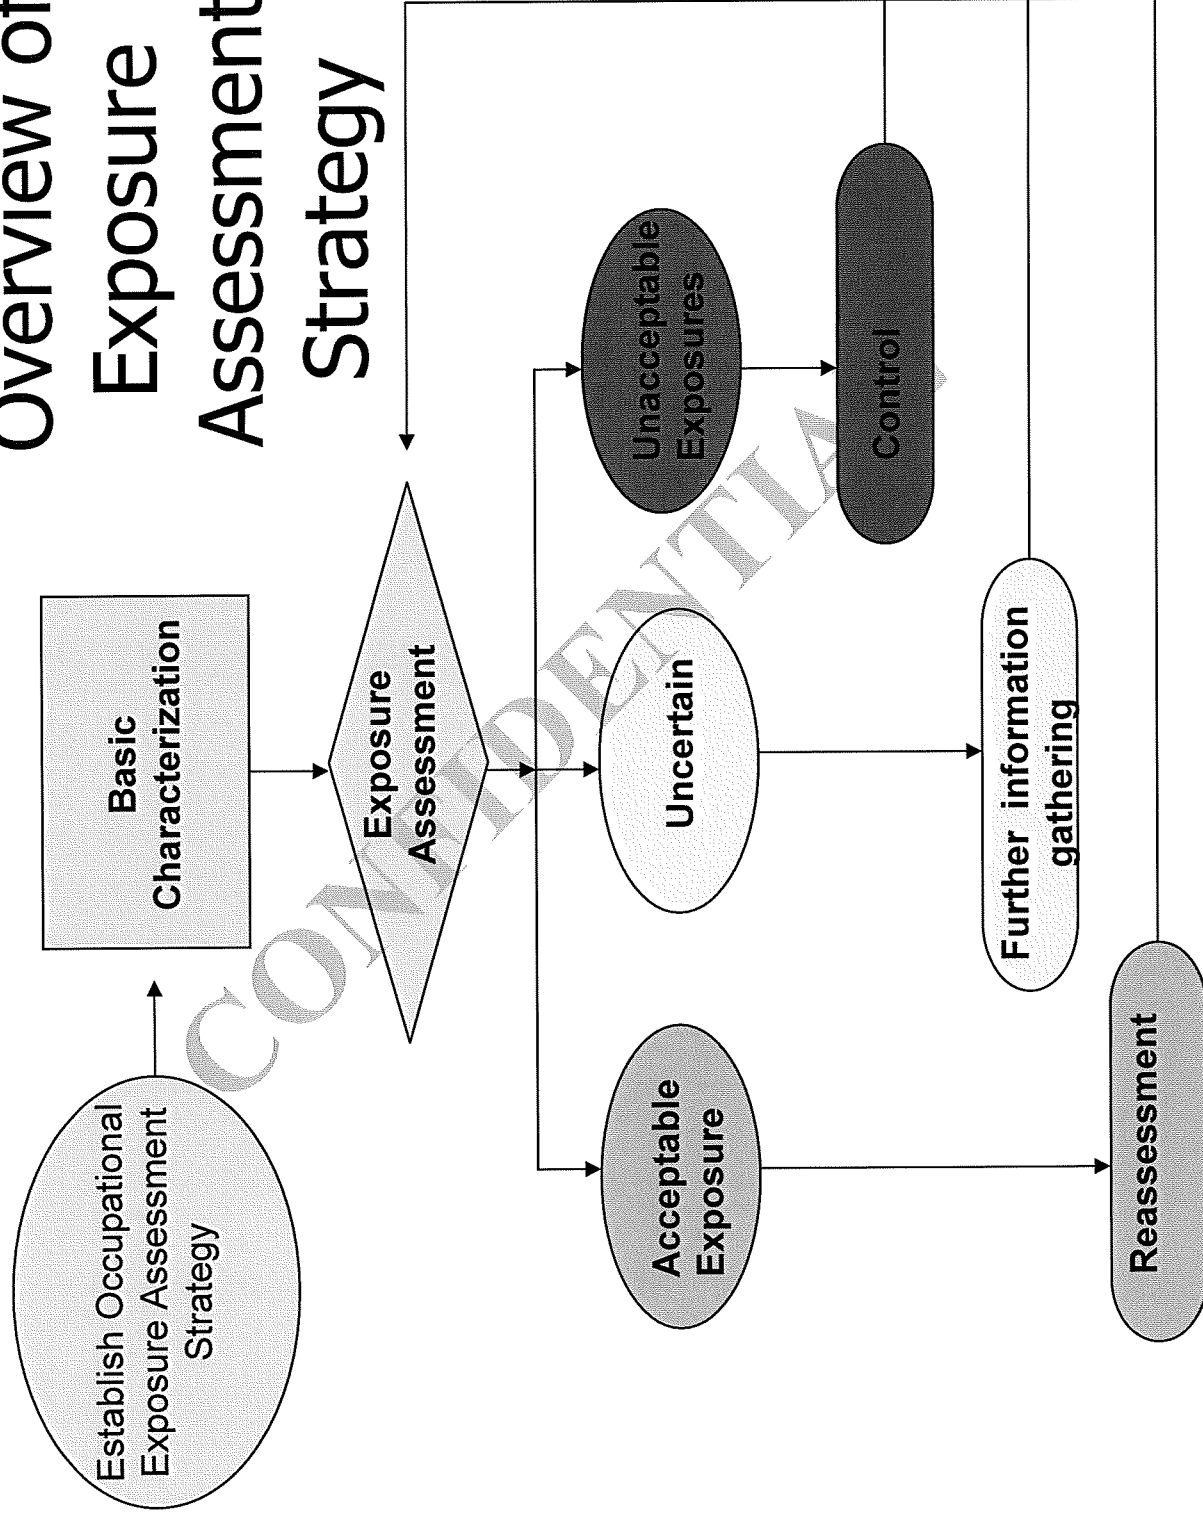 Overview of
Exposure
Assessment
Strategy
Establish Occupational
Exposure Assessment
Strategy
Basic
Characterization
Exposure
Assessment
Acceptable
Exposure
Uncertain
Unacceptable
Exposures
Control
Further information
gathering
Reassessment
CONFIDENTIAL